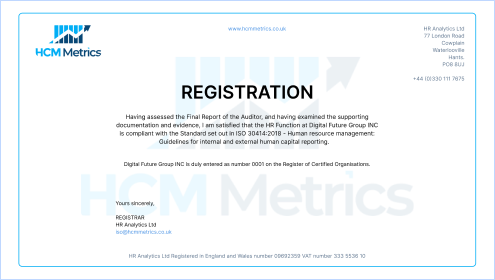 HCM Metrics
www.hcmmetrics.co.uk
HR Analytics Ltd
77 London Road
Cowplain
Waterlooville
Hants,
PO8 8UJ
+44 (0)330 111 7675
REGISTRATION
Having assessed the Final Report of the Auditor, and having examined the supporting
documentation and evidence, I am satisfied that the HR Function at Digital Future Group INC
is compliant with the Standard set out in ISO 30414:2018 - Human resource management:
Guidelines for internal and external human capital reporting.
Digital Future Group INC is duly entered as number 0001 on the Register of Certified Organisations.
HCM Metrics
Yours sincerely,
REGISTRAR
HR Analytics Ltd
iso@hcmmetrics.co.uk
HR Analytics Ltd Registered in England and Wales number 09692359 VAT number 333 5536 10